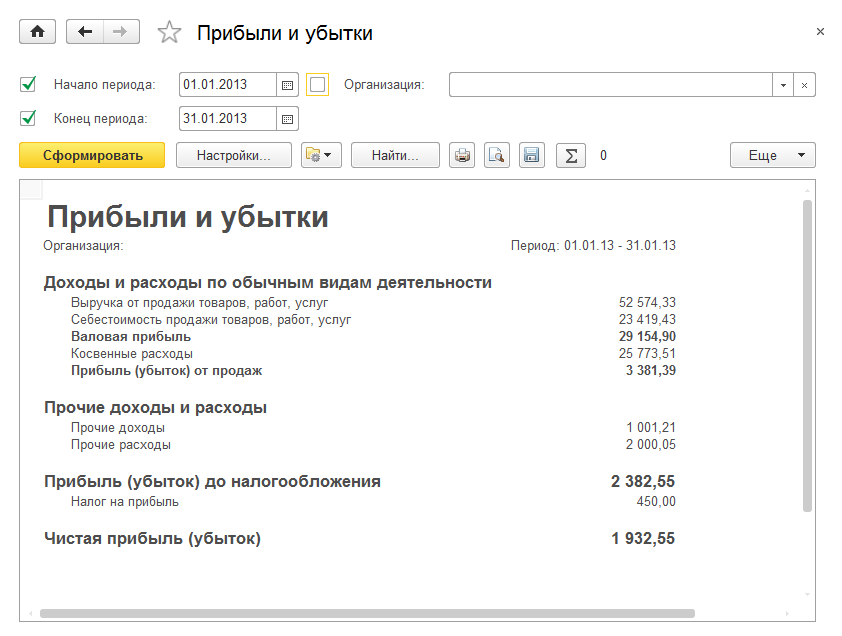 Прибыли и убытки
Начало периода: 01.01.2013 Организация:
Конец периода: 31.01.2013
Сформировать Настройки... Найти... Σ 0 Еще
Прибыли и убытки
Организация: Период: 01.01.13 - 31.01.13
Доходы и расходы по обычным видам деятельности
Выручка от продажи товаров, работ, услуг 52 574,33
Себестоимость продажи товаров, работ, услуг 23 419,43
Валовая прибыль 29 154,90
Косвенные расходы 25 773,51
Прибыль (убыток) от продаж 3 381,39
Прочие доходы и расходы
Прочие доходы 1 001,21
Прочие расходы 2 000,05
Прибыль (убыток) до налогообложения 2 382,55
Налог на прибыль 450,00
Чистая прибыль (убыток) 1 932,55